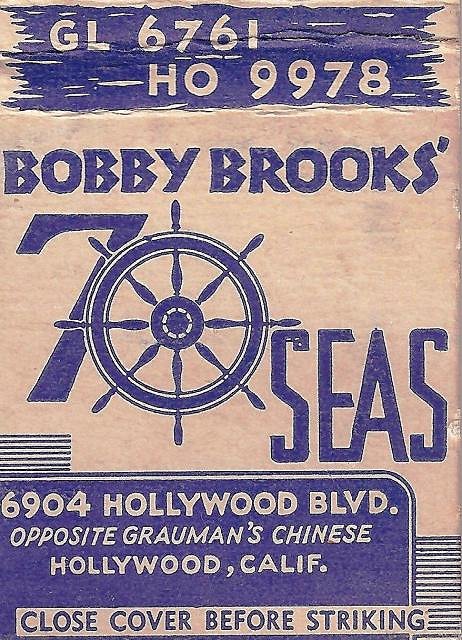 GL 6761
HO 9978
BOBBY BROOKS'
7 SEAS
6904 HOLLYWOOD BLVD.
OPPOSITE GRAUMAN'S CHINESE
HOLLYWOOD, CALIF.
CLOSE COVER BEFORE STRIKING